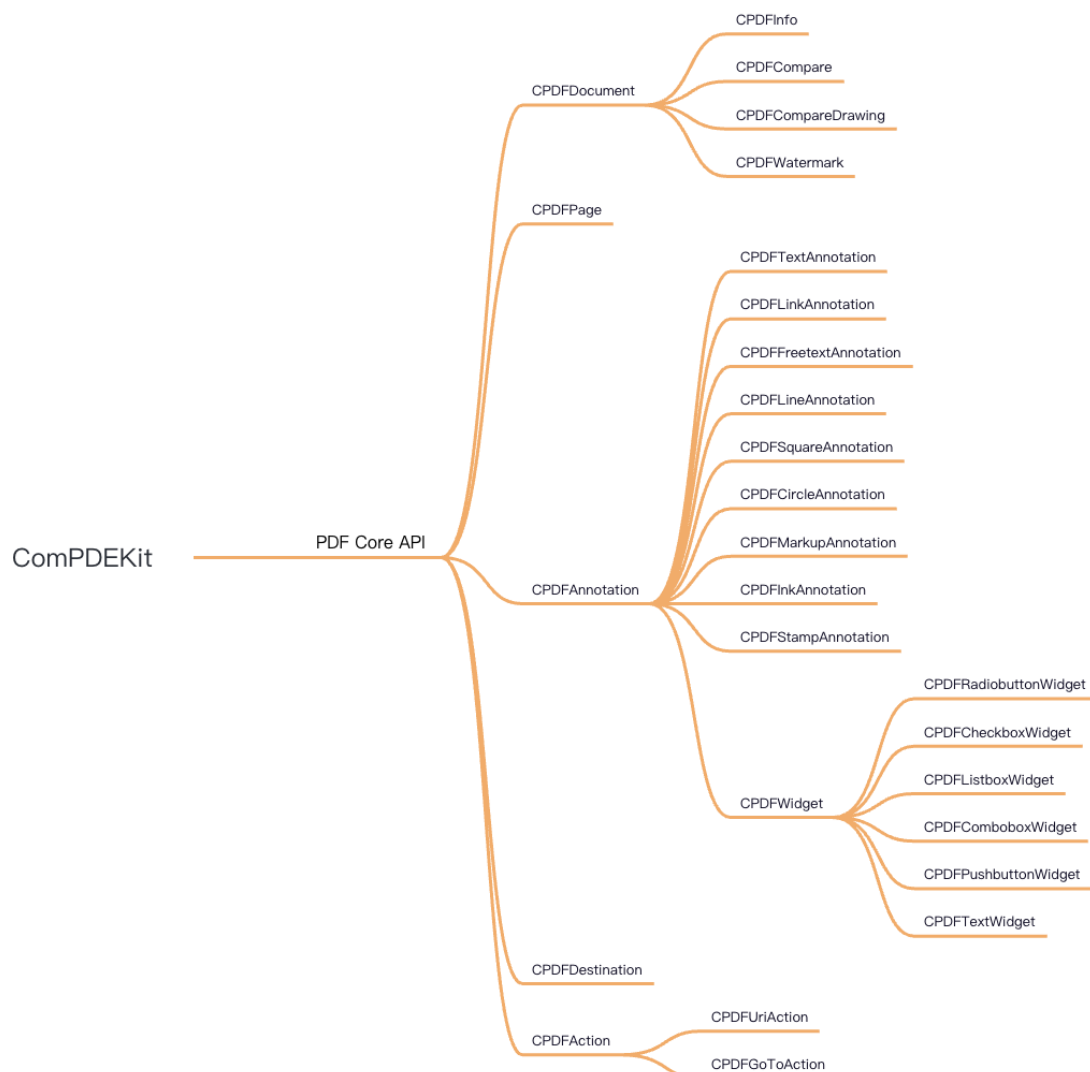 ComPDEKit
PDF Core API
CPDFDocument
CPDFInfo
CPDFCompare
CPDFCompareDrawing
CPDFWatermark
CPDFPage
CPDFAnnotation
CPDFTextAnnotation
CPDFLinkAnnotation
CPDFFreetextAnnotation
CPDFLineAnnotation
CPDFSquareAnnotation
CPDFCircleAnnotation
CPDFMarkupAnnotation
CPDFInkAnnotation
CPDFStampAnnotation
CPDFWidget
CPDFRadiobuttonWidget
CPDFCheckboxWidget
CPDFListboxWidget
CPDFComboboxWidget
CPDFPushbuttonWidget
CPDFTextWidget
CPDFDestination
CPDFAction
CPDFUriAction
CPDFGoToAction